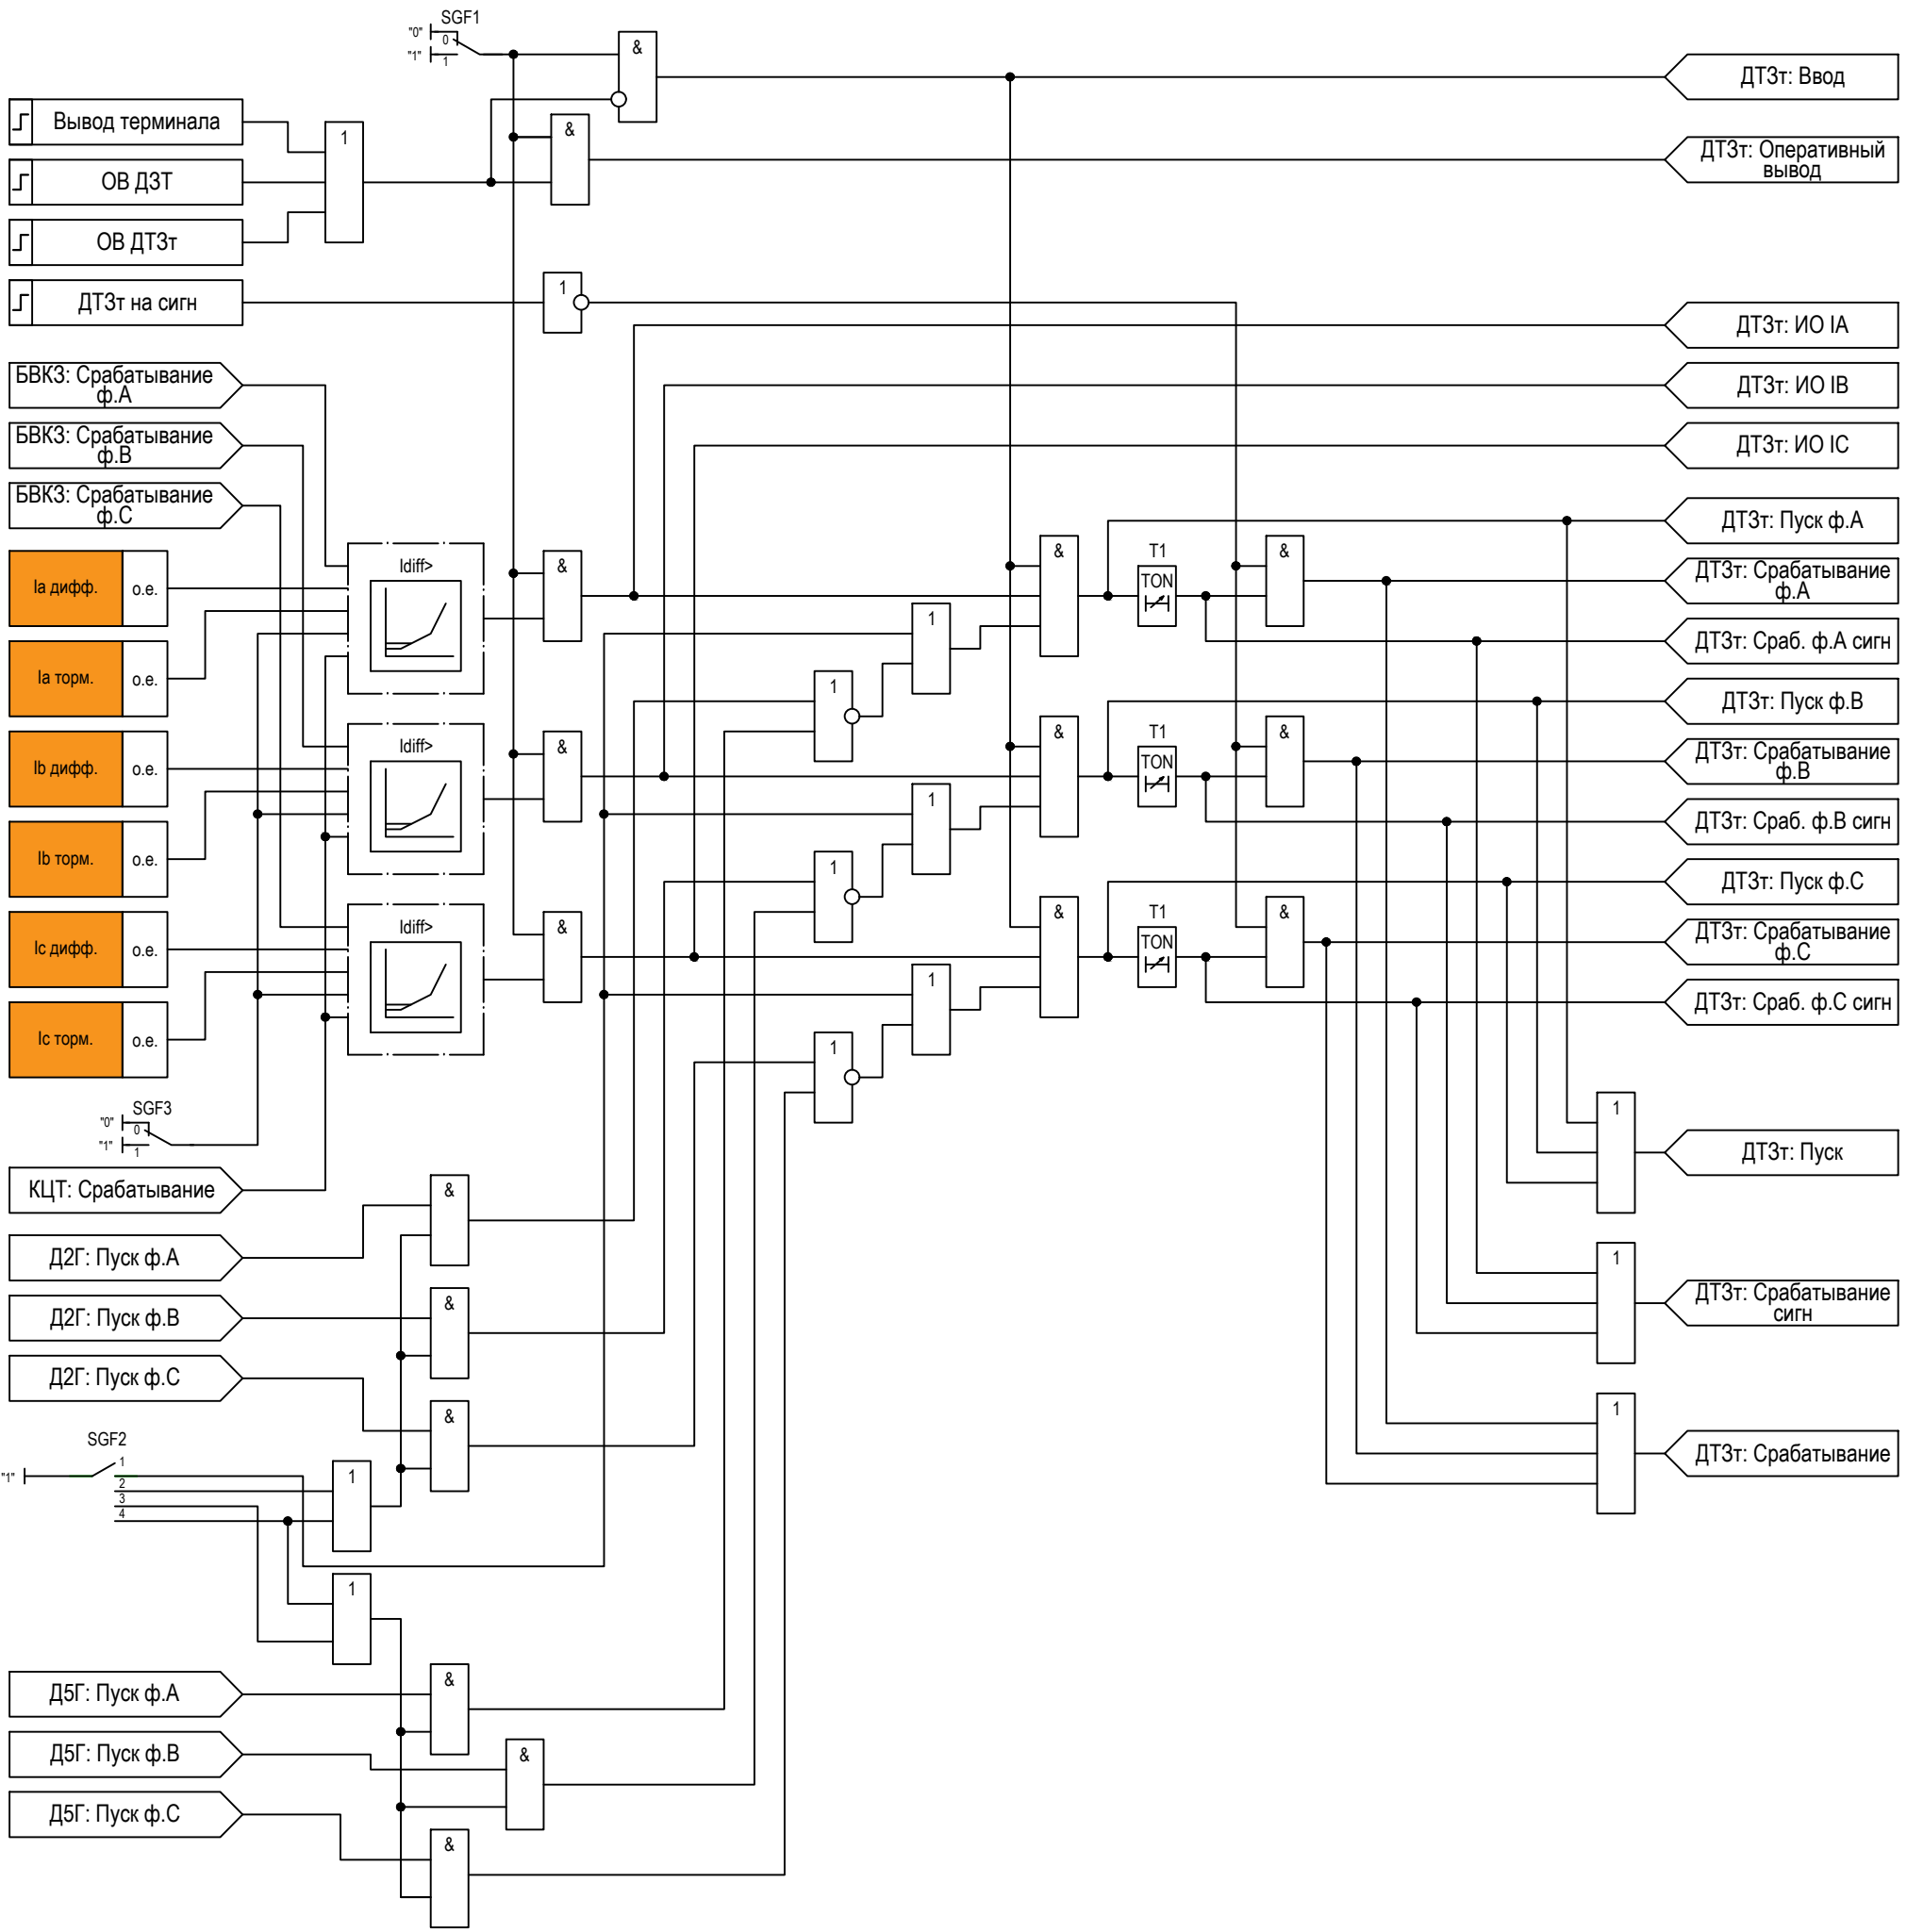 SGF1
"0"
0
"1"
1
&
ДТЗт: Ввод
Вывод терминала
1
&
ДТЗт: Оперативный
вывод
ОВ ДЗТ
ОВ ДТЗт
ДТЗт на сигн
1
ДТЗт: ИО IA
БВКЗ: Срабатывание
ф.A
ДТЗт: ИО IB
БВКЗ: Срабатывание
ф.B
ДТЗт: ИО IC
БВКЗ: Срабатывание
ф.C
ДТЗт: Пуск ф.A
Ia дифф.
о.е.
Idiff>
&
&
T1
TON
&
ДТЗт: Срабатывание
ф.A
1
ДТЗт: Сраб. ф.A сигн
Ia торм.
о.е.
1
ДТЗт: Пуск ф.B
Ib дифф.
о.е.
Idiff>
&
&
T1
TON
&
ДТЗт: Срабатывание
ф.B
1
ДТЗт: Сраб. ф.B сигн
Ib торм.
о.е.
1
ДТЗт: Пуск ф.C
Ic дифф.
о.е.
Idiff>
&
&
T1
TON
&
ДТЗт: Срабатывание
ф.C
1
ДТЗт: Сраб. ф.C сигн
Ic торм.
о.е.
1
SGF3
"0"
0
"1"
1
1
ДТЗт: Пуск
КЦТ: Срабатывание
&
Д2Г: Пуск ф.A
1
Д2Г: Пуск ф.B
&
ДТЗт: Срабатывание
сигн
Д2Г: Пуск ф.C
&
1
ДТЗт: Срабатывание
SGF2
"1"
1
2
3
4
1
1
Д5Г: Пуск ф.A
&
Д5Г: Пуск ф.B
&
Д5Г: Пуск ф.C
&